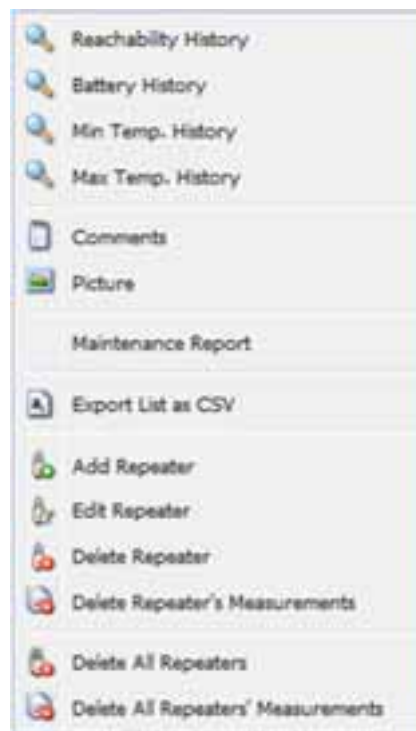 Reachability History
Battery History
Min Temp. History
Max Temp. History
Comments
Picture
Maintenance Report
Export List as CSV
Add Repeater
Edit Repeater
Delete Repeater
Delete Repeater's Measurements
Delete All Repeaters
Delete All Repeaters' Measurements